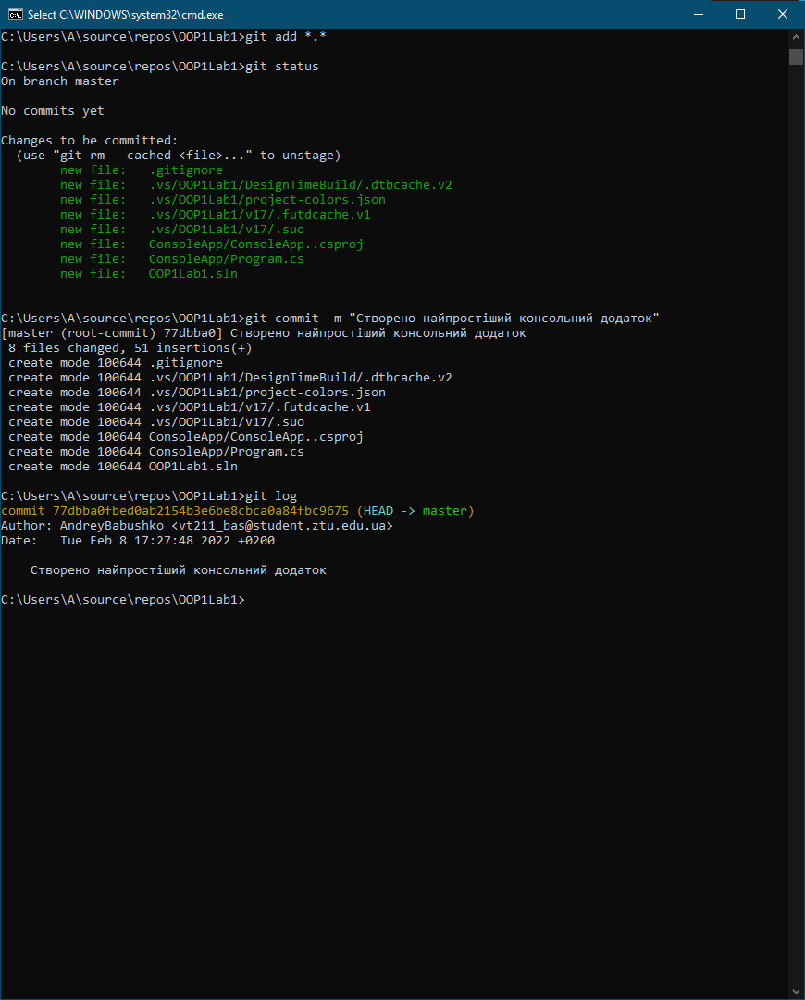 Select C:\WINDOWS\system32\cmd.exe
C:\Users\A\source\repos\OOP1Lab1>git add *.*
C:\Users\A\source\repos\OOP1Lab1>git status
On branch master
No commits yet
Changes to be committed:
  (use "git rm --cached <file>..." to unstage)
        new file:   .gitignore
        new file:   .vs/OOP1Lab1/DesignTimeBuild/.dtbcache.v2
        new file:   .vs/OOP1Lab1/project-colors.json
        new file:   .vs/OOP1Lab1/v17/.futdcache.v1
        new file:   .vs/OOP1Lab1/v17/.suo
        new file:   ConsoleApp/ConsoleApp..csproj
        new file:   ConsoleApp/Program.cs
        new file:   OOP1Lab1.sln
C:\Users\A\source\repos\OOP1Lab1>git commit -m "Створено найпростіший консольний додаток"
[master (root-commit) 77dbba0] Створено найпростіший консольний додаток
 8 files changed, 51 insertions(+)
 create mode 100644 .gitignore
 create mode 100644 .vs/OOP1Lab1/DesignTimeBuild/.dtbcache.v2
 create mode 100644 .vs/OOP1Lab1/project-colors.json
 create mode 100644 .vs/OOP1Lab1/v17/.futdcache.v1
 create mode 100644 .vs/OOP1Lab1/v17/.suo
 create mode 100644 ConsoleApp/ConsoleApp..csproj
 create mode 100644 ConsoleApp/Program.cs
 create mode 100644 OOP1Lab1.sln
C:\Users\A\source\repos\OOP1Lab1>git log
commit 77dbba0fbed0ab2154b3e6be8cbca0a84fbc9675 (HEAD -> master)
Author: AndreyBabushko <vt211_bas@student.ztu.edu.ua>
Date:   Tue Feb 8 17:27:48 2022 +0200
    Створено найпростіший консольний додаток
C:\Users\A\source\repos\OOP1Lab1>